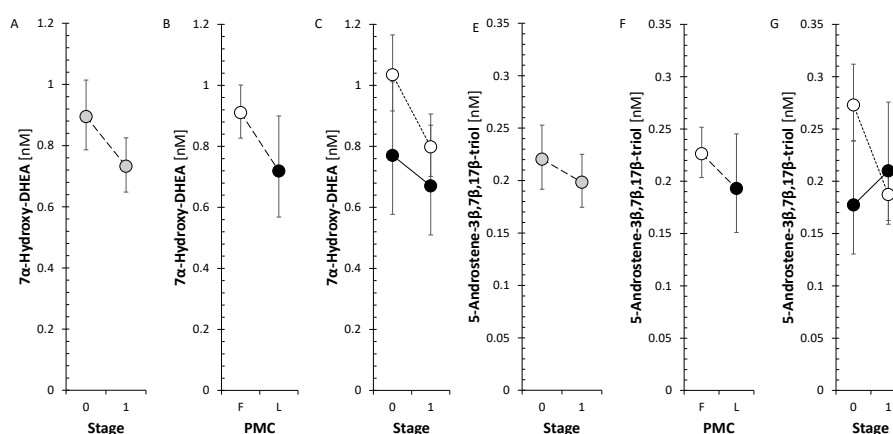 A
7α-Hydroxy-DHEA [nM]
1.2
1
0.8
0.6
0.4
0.2
0
0 1
Stage
B
7α-Hydroxy-DHEA [nM]
1.2
1
0.8
0.6
0.4
0.2
0
F L
PMC
C
7α-Hydroxy-DHEA [nM]
1.2
1
0.8
0.6
0.4
0.2
0
0 1
Stage
E
5-Androstene-3β,7β,17β-triol [nM]
0.35
0.3
0.25
0.2
0.15
0.1
0.05
0
0 1
Stage
F
5-Androstene-3β,7β,17β-triol [nM]
0.35
0.3
0.25
0.2
0.15
0.1
0.05
0
F L
PMC
G
5-Androstene-3β,7β,17β-triol [nM]
0.35
0.3
0.25
0.2
0.15
0.1
0.05
0
0 1
Stage